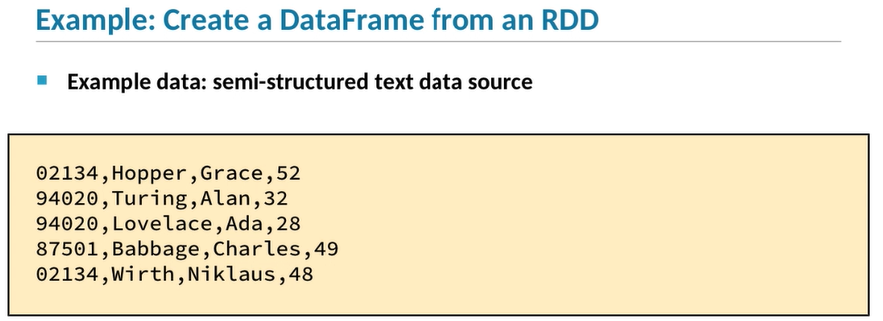 Example: Create a DataFrame from an RDD
Example data: semi-structured text data source
02134,Hopper,Grace,52
94020,Turing,Alan,32
94020,Lovelace,Ada,28
87501,Babbage,Charles,49
02134,Wirth,Niklaus,48